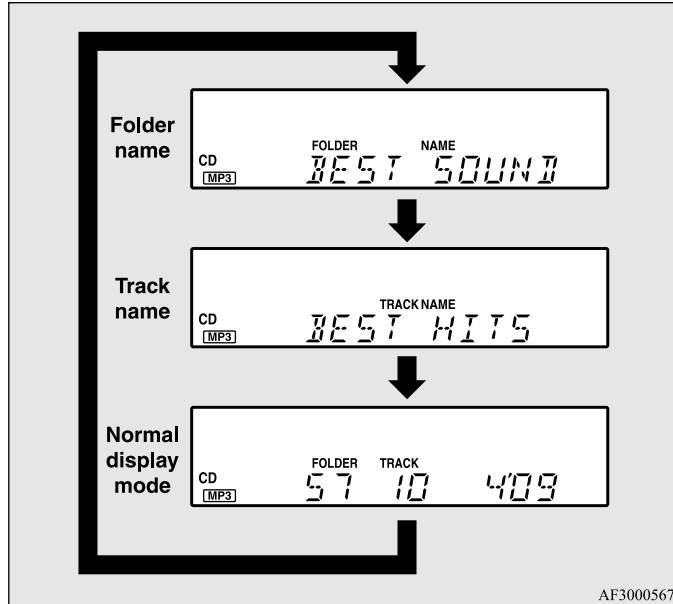 Folder
name
FOLDER NAME
CD
MP3
BEST SOUND
Track
name
TRACK NAME
CD
MP3
BEST HITS
Normal
display
mode
FOLDER TRACK
CD
MP3
57 10 4'09
AF3000567